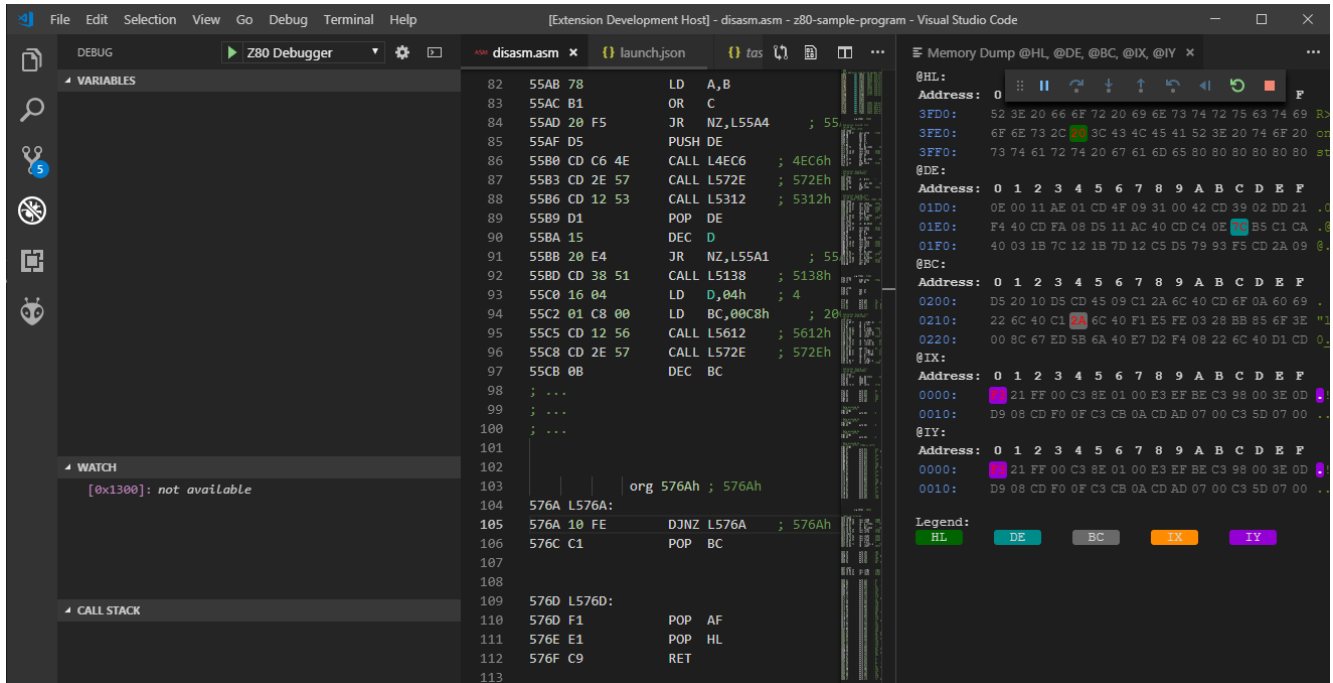 File Edit Selection View Go Debug Terminal Help
[Extension Development Host] - disasm.asm - z80-sample-program - Visual Studio Code
DEBUG
Z80 Debugger
VARIABLES
5
WATCH
[0x1300]: not available
CALL STACK
ASM disasm.asm × {} launch.json {} tas
82 55AB 78 LD A,B
83 55AC B1 OR C
84 55AD 20 F5 JR NZ,L55A4 ; 55
85 55AF D5 PUSH DE
86 55B0 CD C6 4E CALL L4EC6 ; 4EC6h
87 55B3 CD 2E 57 CALL L572E ; 572Eh
88 55B6 CD 12 53 CALL L5312 ; 5312h
89 55B9 D1 POP DE
90 55BA 15 DEC D
91 55BB 20 E4 JR NZ,L55A1 ; 55
92 55BD CD 38 51 CALL L5138 ; 5138h
93 55C0 16 04 LD D,04h ; 4
94 55C2 01 C8 00 LD BC,00C8h ; 20
95 55C5 CD 12 56 CALL L5612 ; 5612h
96 55C8 CD 2E 57 CALL L572E ; 572Eh
97 55CB 0B DEC BC
98 ; ...
99 ; ...
100 ; ...
101
102
103 org 576Ah ; 576Ah
104 576A L576A:
105 576A 10 FE DJNZ L576A ; 576Ah
106 576C C1 POP BC
107
108
109 576D L576D:
110 576D F1 POP AF
111 576E E1 POP HL
112 576F C9 RET
113
Memory Dump @HL, @DE, @BC, @IX, @IY ×
@HL:
Address: 0 F
3FD0: 52 3E 20 66 6F 72 20 69 6E 73 74 72 75 63 74 69 R>
3FE0: 6F 6E 73 2C 20 3C 43 4C 45 41 52 3E 20 74 6F 20 on
3FF0: 73 74 61 72 74 20 67 61 6D 65 80 80 80 80 80 80 st
@DE:
Address: 0 1 2 3 4 5 6 7 8 9 A B C D E F
01D0: 0E 00 11 AE 01 CD 4F 09 31 00 42 CD 39 02 DD 21 .
01E0: F4 40 CD FA 08 D5 11 AC 40 CD C4 0E 7C B5 C1 CA .@
01F0: 40 03 1B 7C 12 1B 7D 12 C5 D5 79 93 F5 CD 2A 09 @.
@BC:
Address: 0 1 2 3 4 5 6 7 8 9 A B C D E F
0200: D5 20 10 D5 CD 45 09 C1 2A 6C 40 CD 6F 0A 60 69 .
0210: 22 6C 40 C1 2A 6C 40 F1 E5 FE 03 28 BB 85 6F 3E "l
0220: 00 8C 67 ED 5B 6A 40 E7 D2 F4 08 22 6C 40 D1 CD
@IX:
Address: 0 1 2 3 4 5 6 7 8 9 A B C D E F
0000: 21 FF 00 C3 8E 01 00 E3 EF BE C3 98 00 3E 0D .!
0010: D9 08 CD F0 0F C3 CB 0A CD AD 07 00 C3 5D 07 00 ..
@IY:
Address: 0 1 2 3 4 5 6 7 8 9 A B C D E F
0000: 21 FF 00 C3 8E 01 00 E3 EF BE C3 98 00 3E 0D .!
0010: D9 08 CD F0 0F C3 CB 0A CD AD 07 00 C3 5D 07 00 ..
Legend:
HL DE BC IX IY